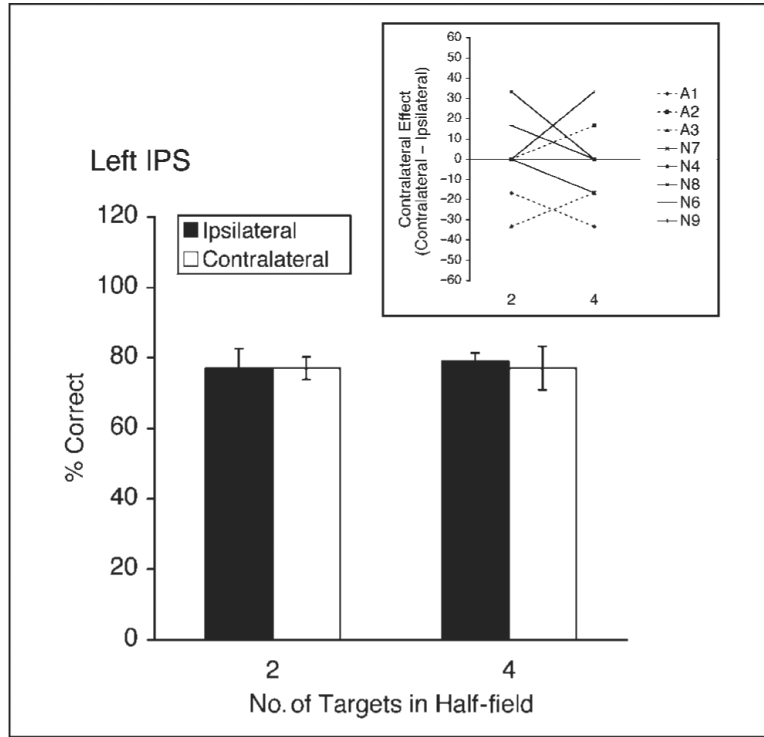 Left IPS
% Correct
120
100
80
60
40
20
0
Ipsilateral
Contralateral
2 4
No. of Targets in Half-field
Contralateral Effect
(Contralateral – Ipsilateral)
60
50
40
30
20
10
0
−10
−20
−30
−40
−50
−60
2 4
A1
A2
A3
N7
N4
N8
N6
N9